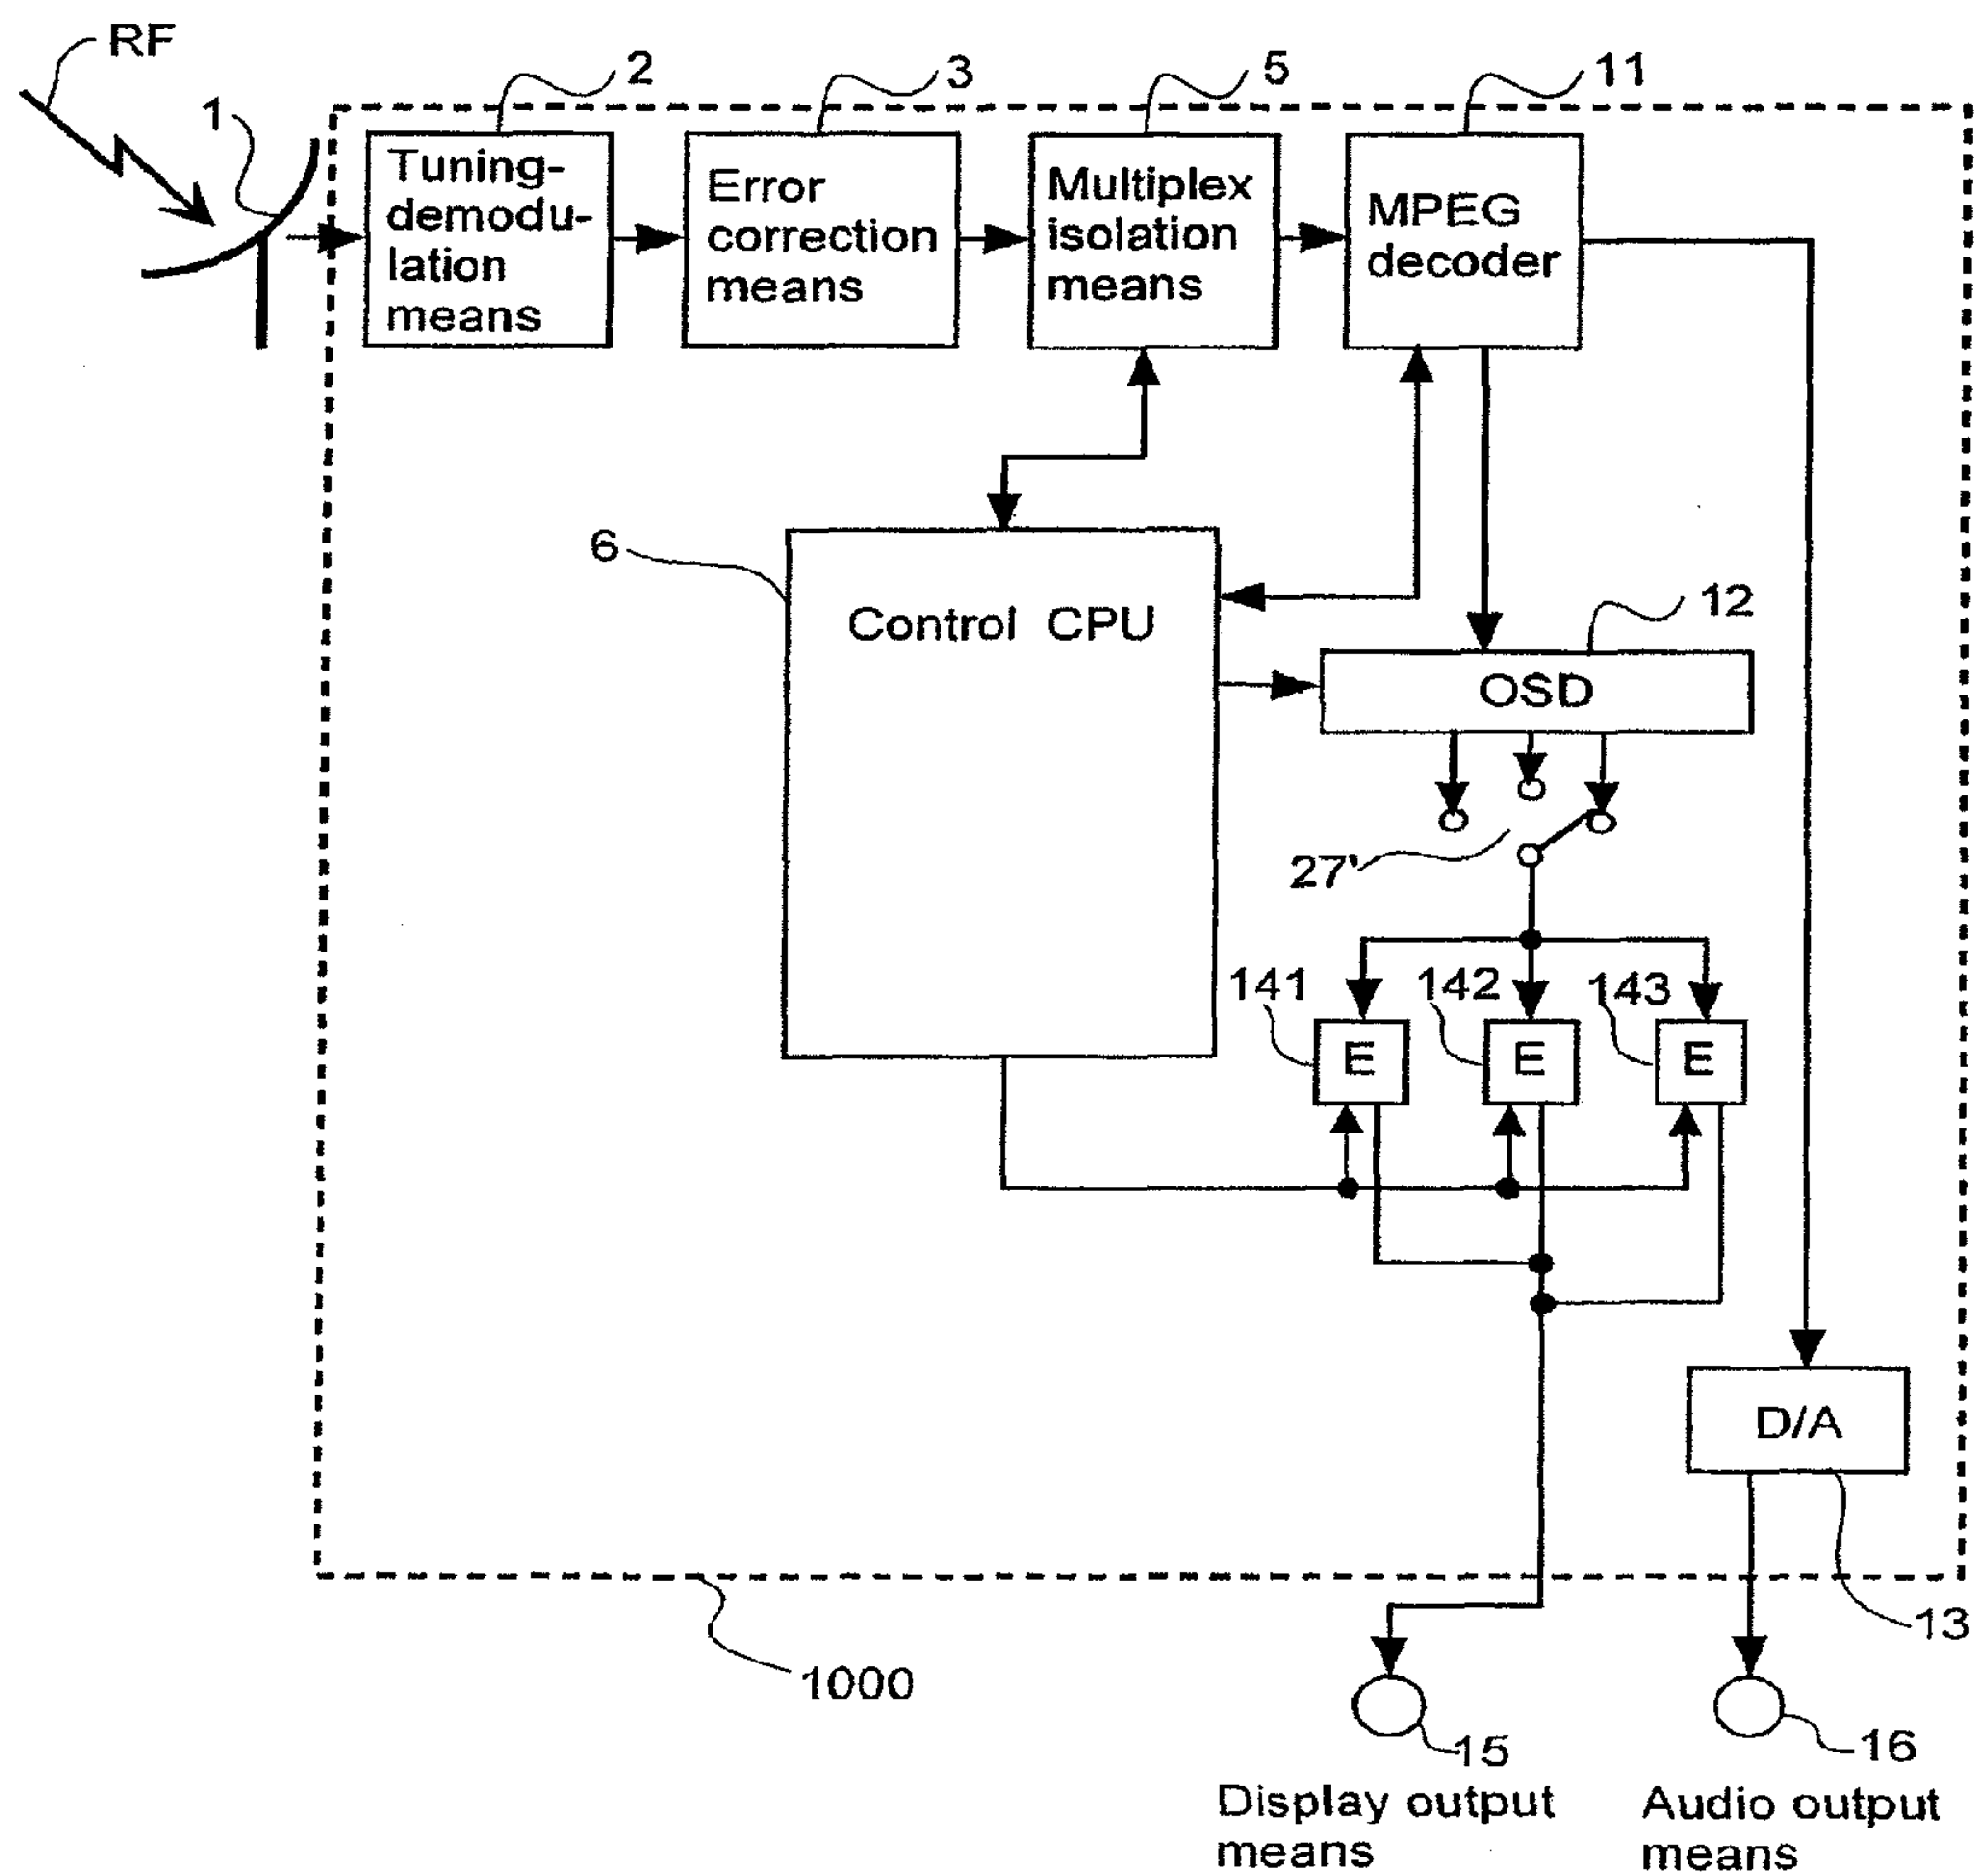 RF
1
2
3
5
11
Tuning-
demodu-
lation
means
Error
correction
means
Multiplex
isolation
means
MPEG
decoder
6
Control CPU
12
OSD
27'
141
142
143
E
E
E
D/A
13
1000
15
16
Display output
means
Audio output
means